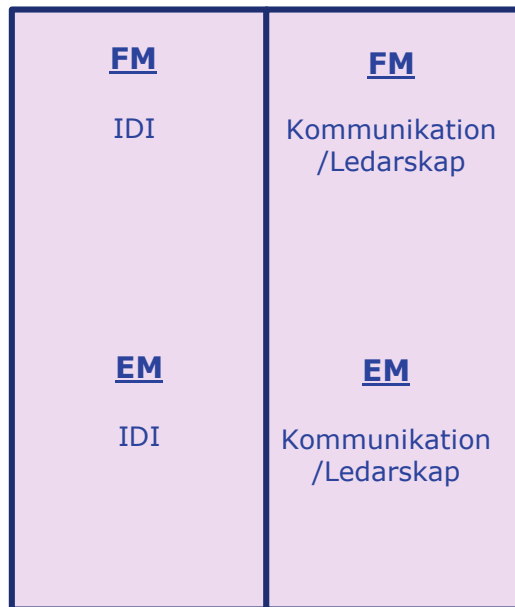 FM
IDI
EM
IDI
FM
Kommunikation
/Ledarskap
EM
Kommunikation
/Ledarskap